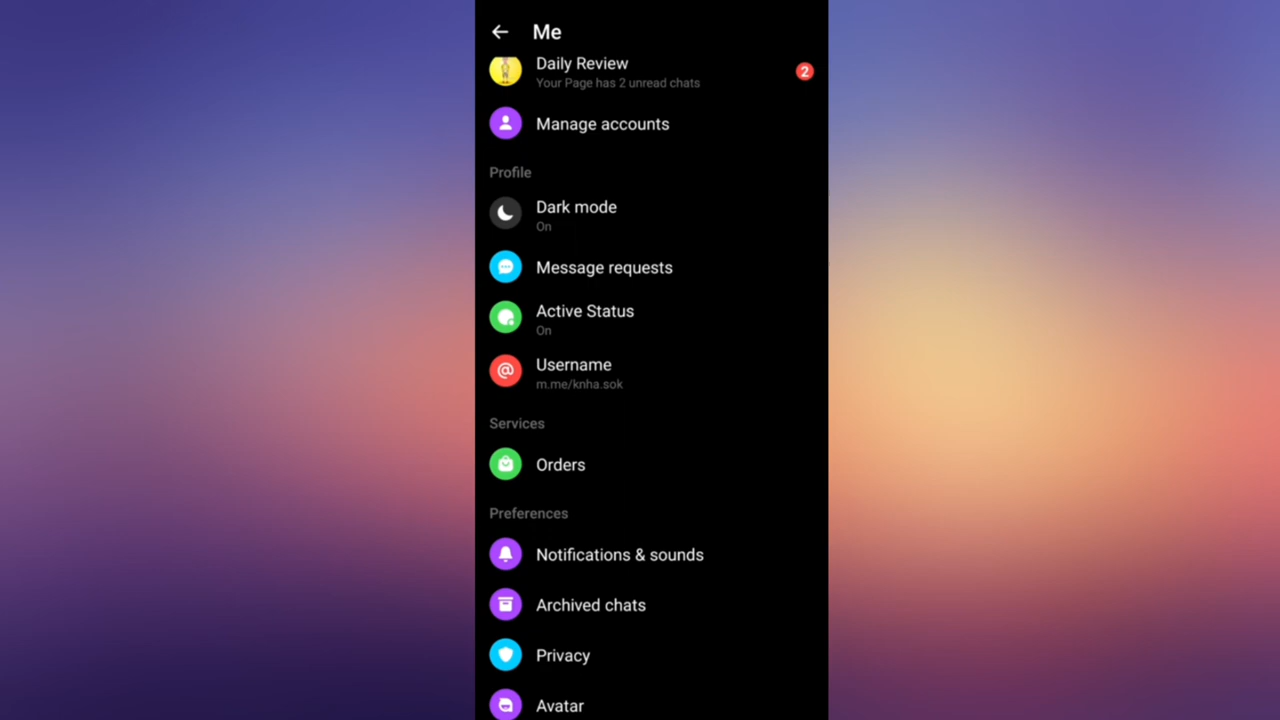 Me
Daily Review
Your Page has 2 unread chats
2
Manage accounts
Profile
Dark mode
On
Message requests
Active Status
On
Username
m.me/knha.sok
Services
Orders
Preferences
Notifications & sounds
Archived chats
Privacy
Avatar